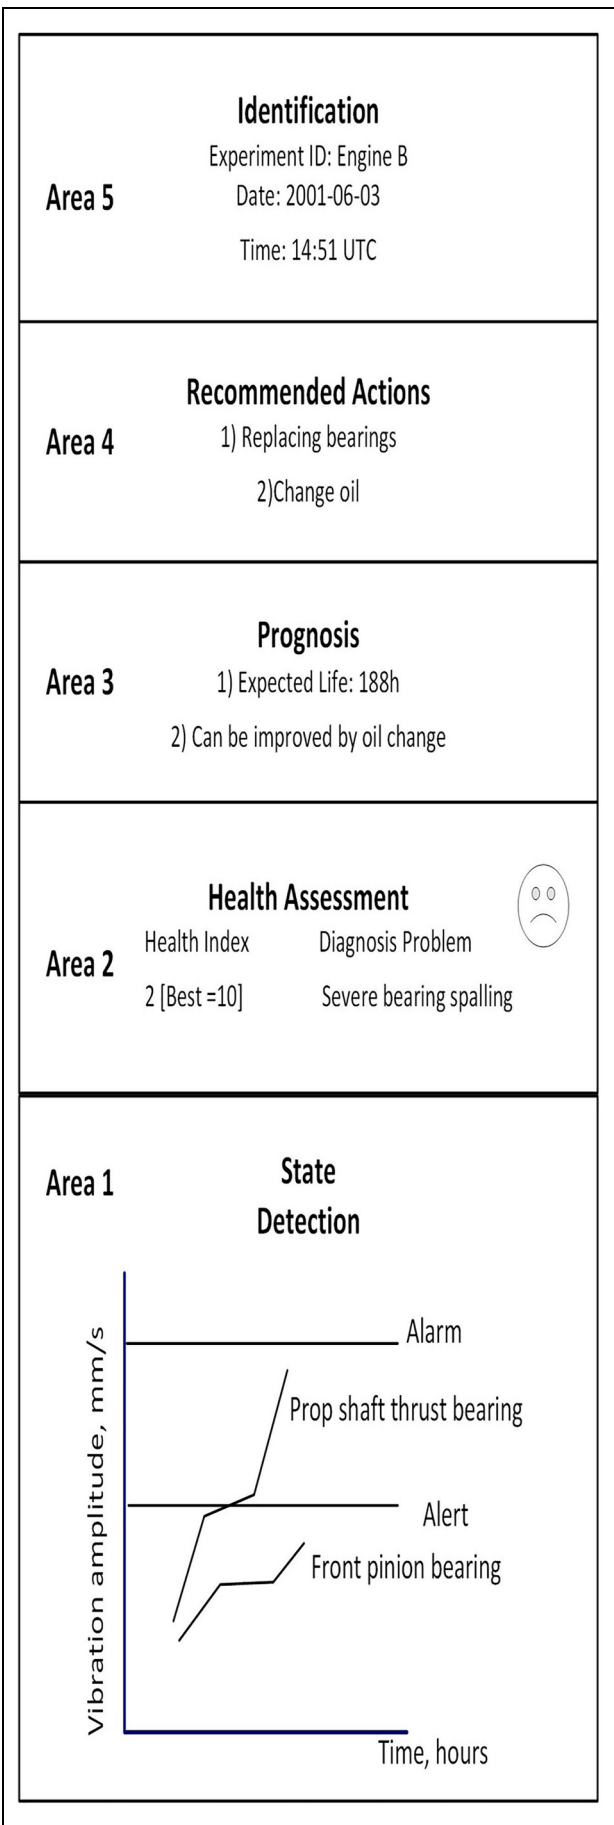 Identification
Experiment ID: Engine B
Area 5
Date: 2001-06-03
Time: 14:51 UTC
Recommended Actions
Area 4
1) Replacing bearings
2)Change oil
Prognosis
Area 3
1) Expected Life: 188h
2) Can be improved by oil change
Health Assessment
Health Index
Diagnosis Problem
Area 2
2 [Best =10]
Severe bearing spalling
Area 1
State
Detection
Vibration amplitude, mm/s
Alarm
Prop shaft thrust bearing
Alert
Front pinion bearing
Time, hours